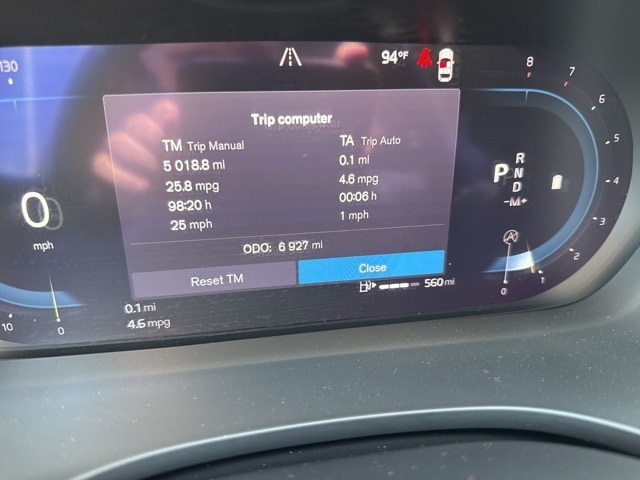 130
94°F
8
7
6
5
4
3
2
1
0
Trip computer
TM Trip Manual
TA Trip Auto
5 018.8 mi
0.1 mi
25.8 mpg
4.6 mpg
98:20 h
00:06 h
25 mph
1 mph
ODO: 6 927 mi
Reset TM
Close
0
mph
P
R
N
D
-M+
A
560 mi
0.1 mi
4.6 mpg
10
0